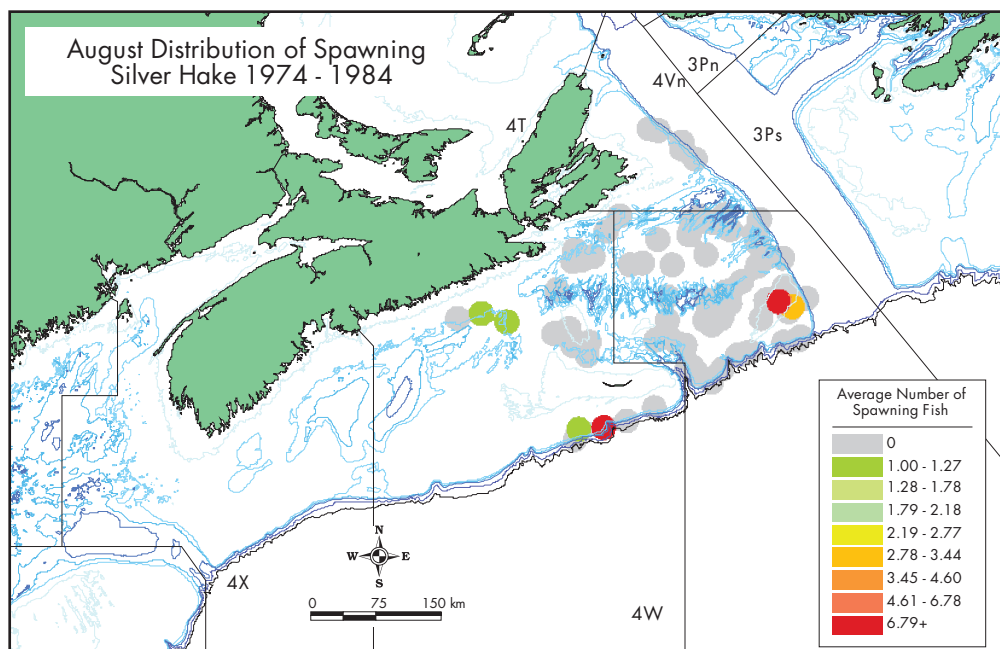 August Distribution of Spawning
Silver Hake 1974 - 1984
4T
4Vn
3Pn
3Ps
4X
4W
N
W E
S
0 75 150 km
Average Number of
Spawning Fish
0
1.00 - 1.27
1.28 - 1.78
1.79 - 2.18
2.19 - 2.77
2.78 - 3.44
3.45 - 4.60
4.61 - 6.78
6.79+